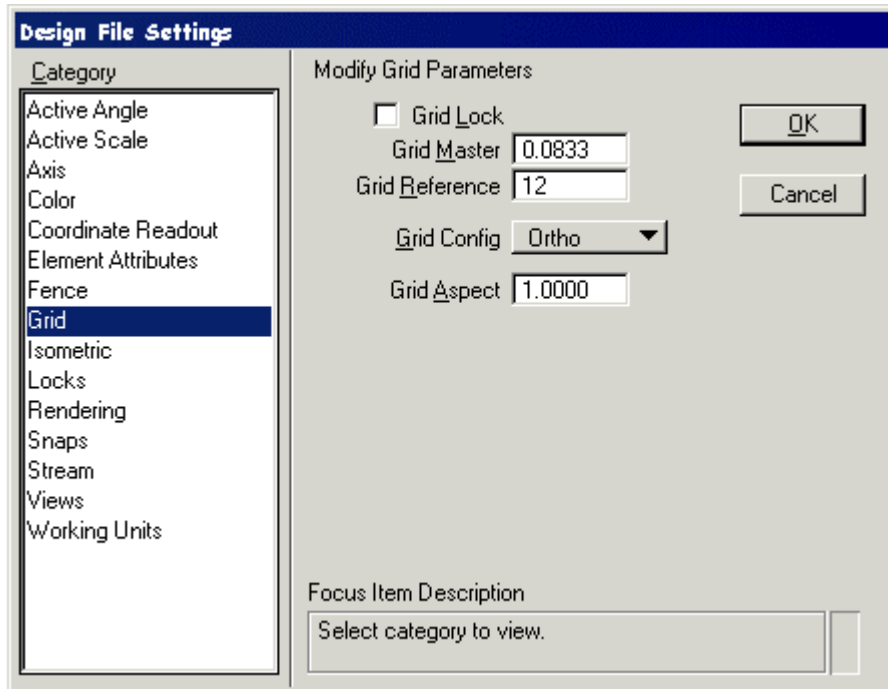 Design File Settings
Category
Active Angle
Active Scale
Axis
Color
Coordinate Readout
Element Attributes
Fence
Grid
Isometric
Locks
Rendering
Snaps
Stream
Views
Working Units
Modify Grid Parameters
Grid Lock
Grid Master 0.0833
Grid Reference 12
Grid Config Ortho
Grid Aspect 1.0000
OK
Cancel
Focus Item Description
Select category to view.